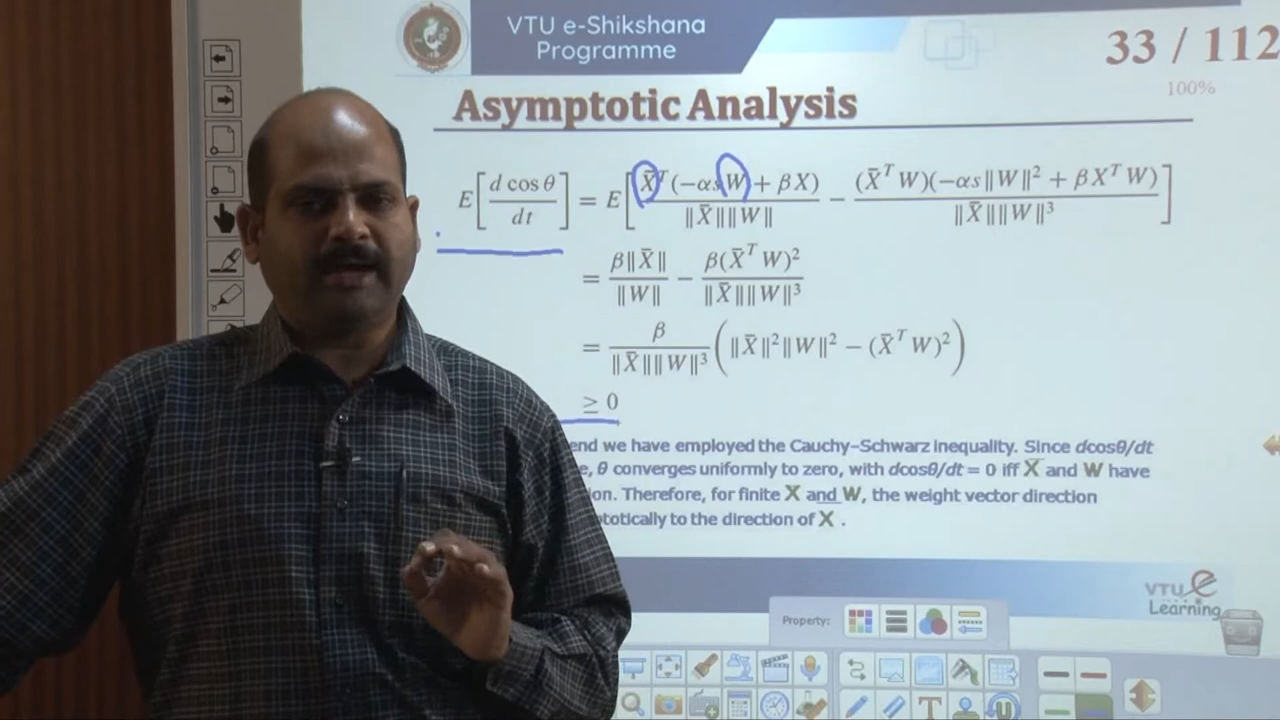 VTU e-Shikshana
Programme
33 / 112
100%
Asymptotic Analysis
E[d cos θ / dt] = E[X̄ᵀ(−αsW + βX) / ‖X̄‖‖W‖ − (X̄ᵀW)(−αs‖W‖² + βXᵀW) / ‖X̄‖‖W‖³]
= β‖X̄‖ / ‖W‖ − β(X̄ᵀW)² / ‖X̄‖‖W‖³
= β / ‖X̄‖‖W‖³ (‖X̄‖²‖W‖² − (X̄ᵀW)²)
≥ 0
end we have employed the Cauchy–Schwarz inequality. Since dcosθ/dt
, θ converges uniformly to zero, with dcosθ/dt = 0 iff X̄ and W have
Therefore, for finite X̄ and W, the weight vector direction
to the direction of X̄ .
VTU e
Learning
Property: